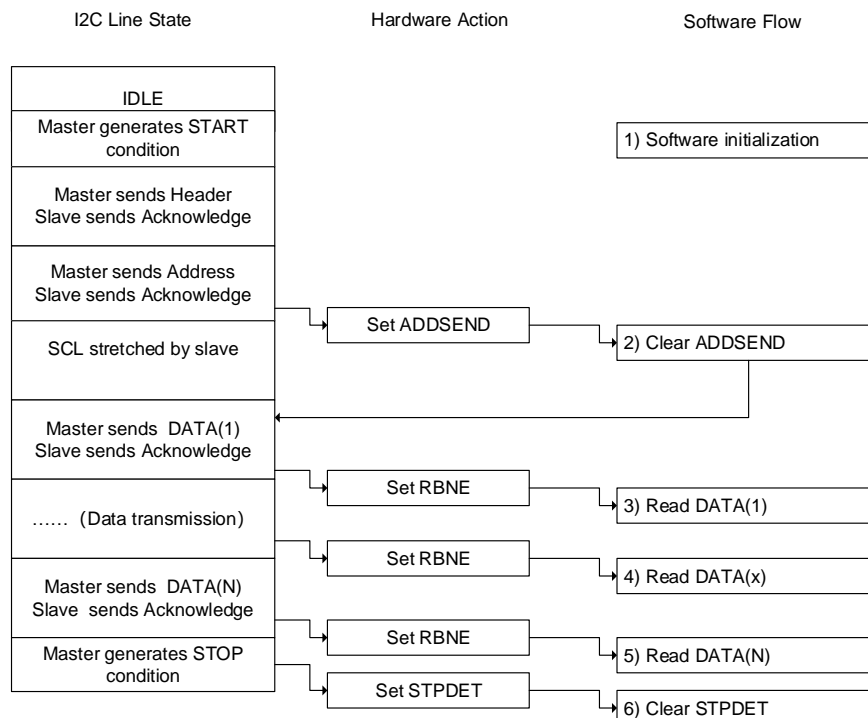 I2C Line State
Hardware Action
Software Flow
IDLE
Master generates START
condition
1) Software initialization
Master sends Header
Slave sends Acknowledge
Master sends Address
Slave sends Acknowledge
Set ADDSEND
SCL stretched by slave
2) Clear ADDSEND
Master sends DATA(1)
Slave sends Acknowledge
Set RBNE
3) Read DATA(1)
...... (Data transmission)
Set RBNE
4) Read DATA(x)
Master sends DATA(N)
Slave sends Acknowledge
Set RBNE
5) Read DATA(N)
Master generates STOP
condition
Set STPDET
6) Clear STPDET